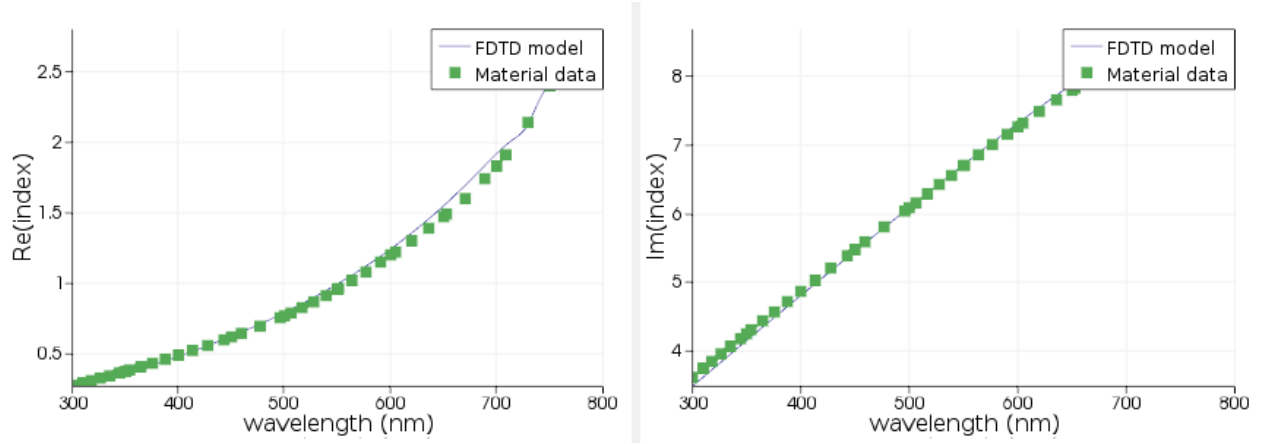 FDTD model
Material data
2.5
2
1.5
1
0.5
Re(index)
300
400
500
600
700
800
wavelength (nm)
FDTD model
Material data
8
7
6
5
4
Im(index)
300
400
500
600
700
800
wavelength (nm)